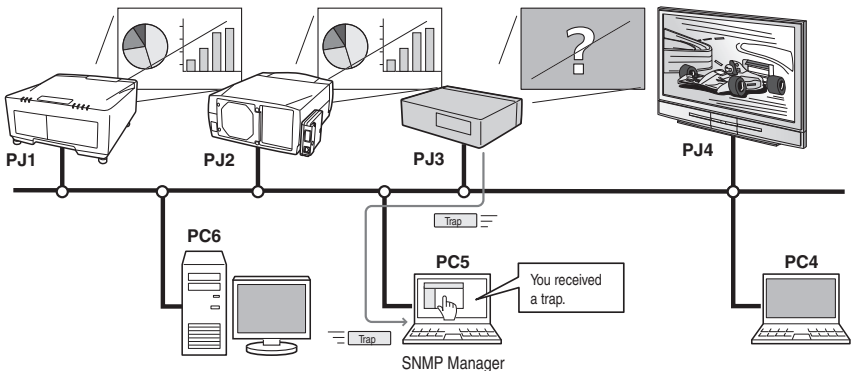 ?
PJ1
PJ2
PJ3
PJ4
Trap
PC6
PC5
PC4
You received
a trap.
Trap
SNMP Manager